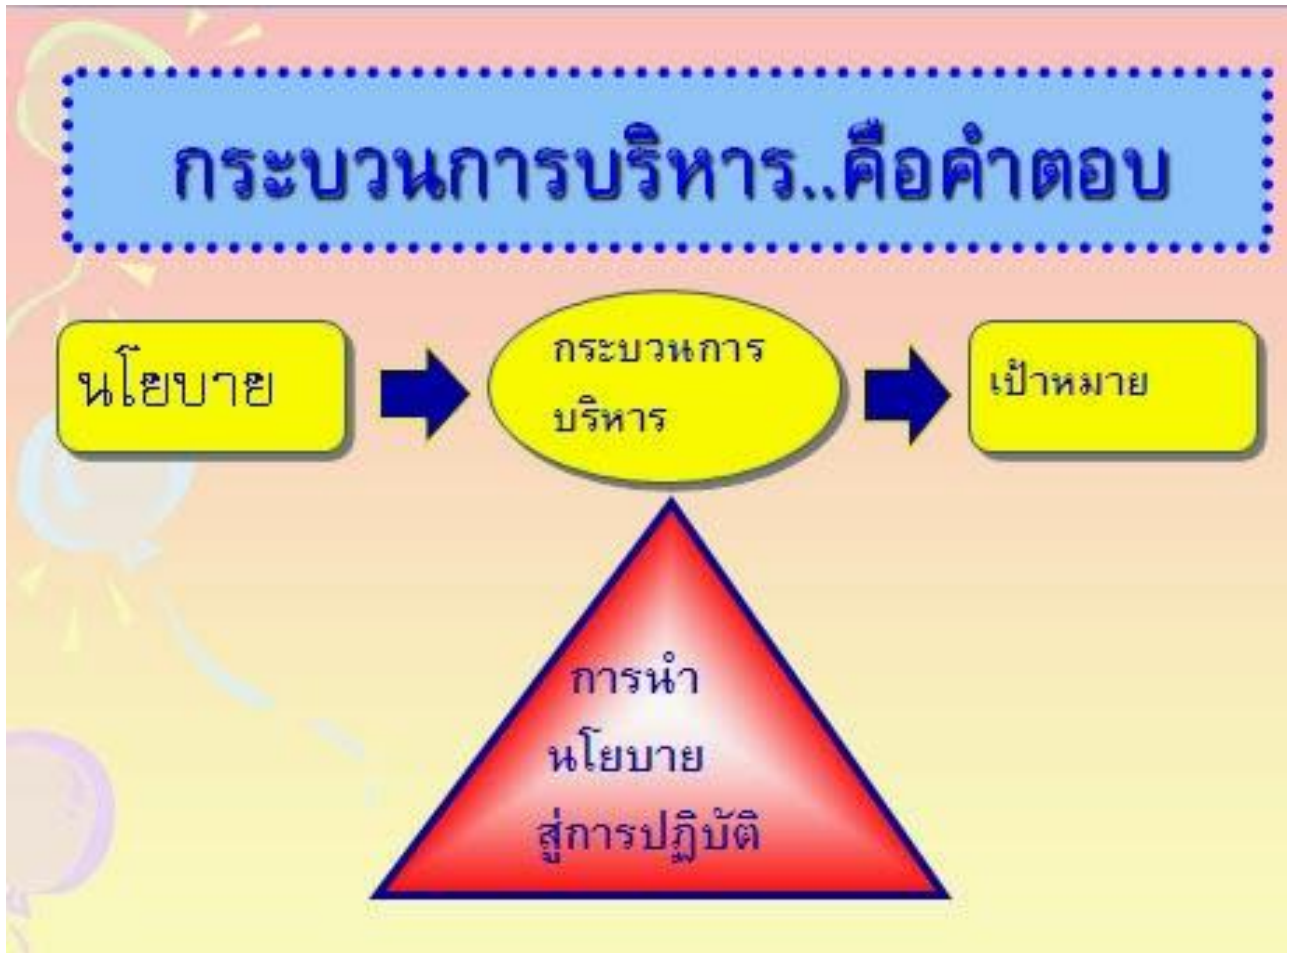 กระบวนการบริหาร..คือคำตอบ
นโยบาย
กระบวนการ
บริหาร
เป้าหมาย
การนำ
นโยบาย
สู่การปฏิบัติ